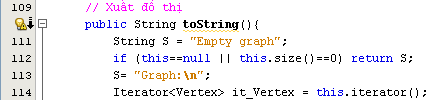 109 // Xuất đồ thị
public String toString(){
111 String S = "Empty graph";
112 if (this==null || this.size()==0) return S;
113 S= "Graph:\n";
114 Iterator<Vertex> it_Vertex = this.iterator();